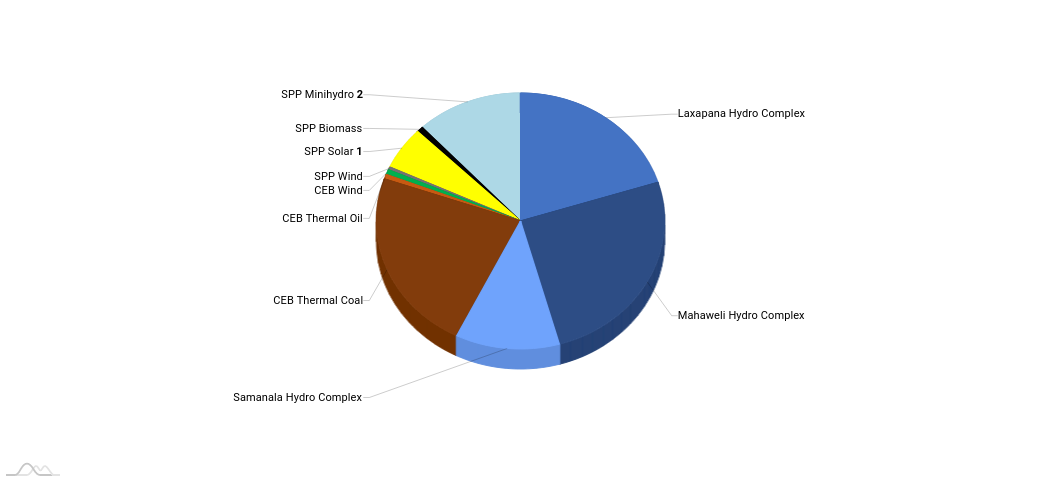 SPP Minihydro 2
Laxapana Hydro Complex
SPP Biomass
SPP Solar 1
SPP Wind
CEB Wind
CEB Thermal Oil
CEB Thermal Coal
Mahaweli Hydro Complex
Samanala Hydro Complex